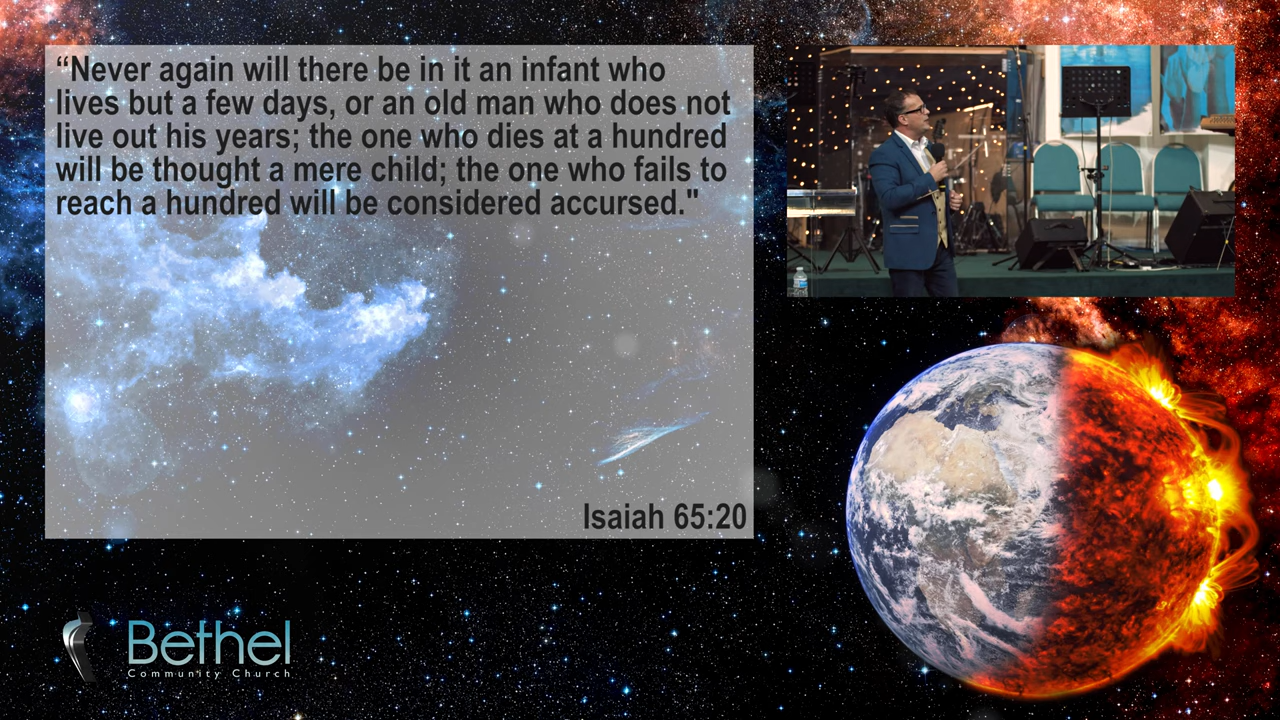 “Never again will there be in it an infant who
lives but a few days, or an old man who does not
live out his years; the one who dies at a hundred
will be thought a mere child; the one who fails to
reach a hundred will be considered accursed."
Isaiah 65:20
Bethel
Community Church